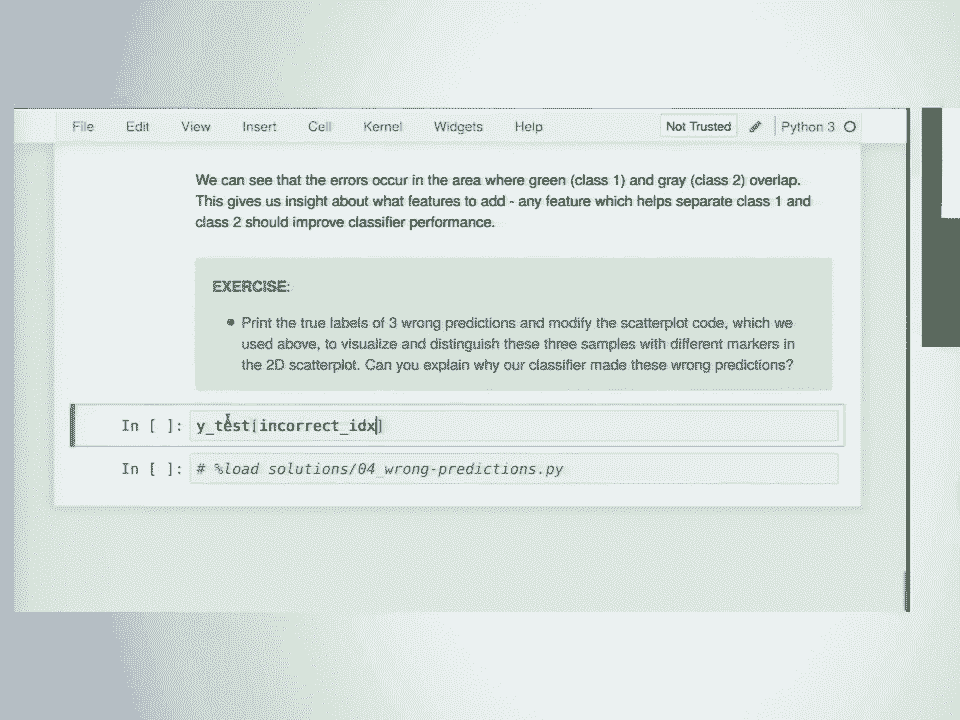 File Edit View Insert Cell Kernel Widgets Help Not Trusted Python 3
We can see that the errors occur in the area where green (class 1) and gray (class 2) overlap.
This gives us insight about what features to add - any feature which helps separate class 1 and
class 2 should improve classifier performance.
EXERCISE:
Print the true labels of 3 wrong predictions and modify the scatterplot code, which we
used above, to visualize and distinguish these three samples with different markers in
the 2D scatterplot. Can you explain why our classifier made these wrong predictions?
In [ ]: y_test[incorrect_idx]
In [ ]: # %load solutions/04_wrong-predictions.py